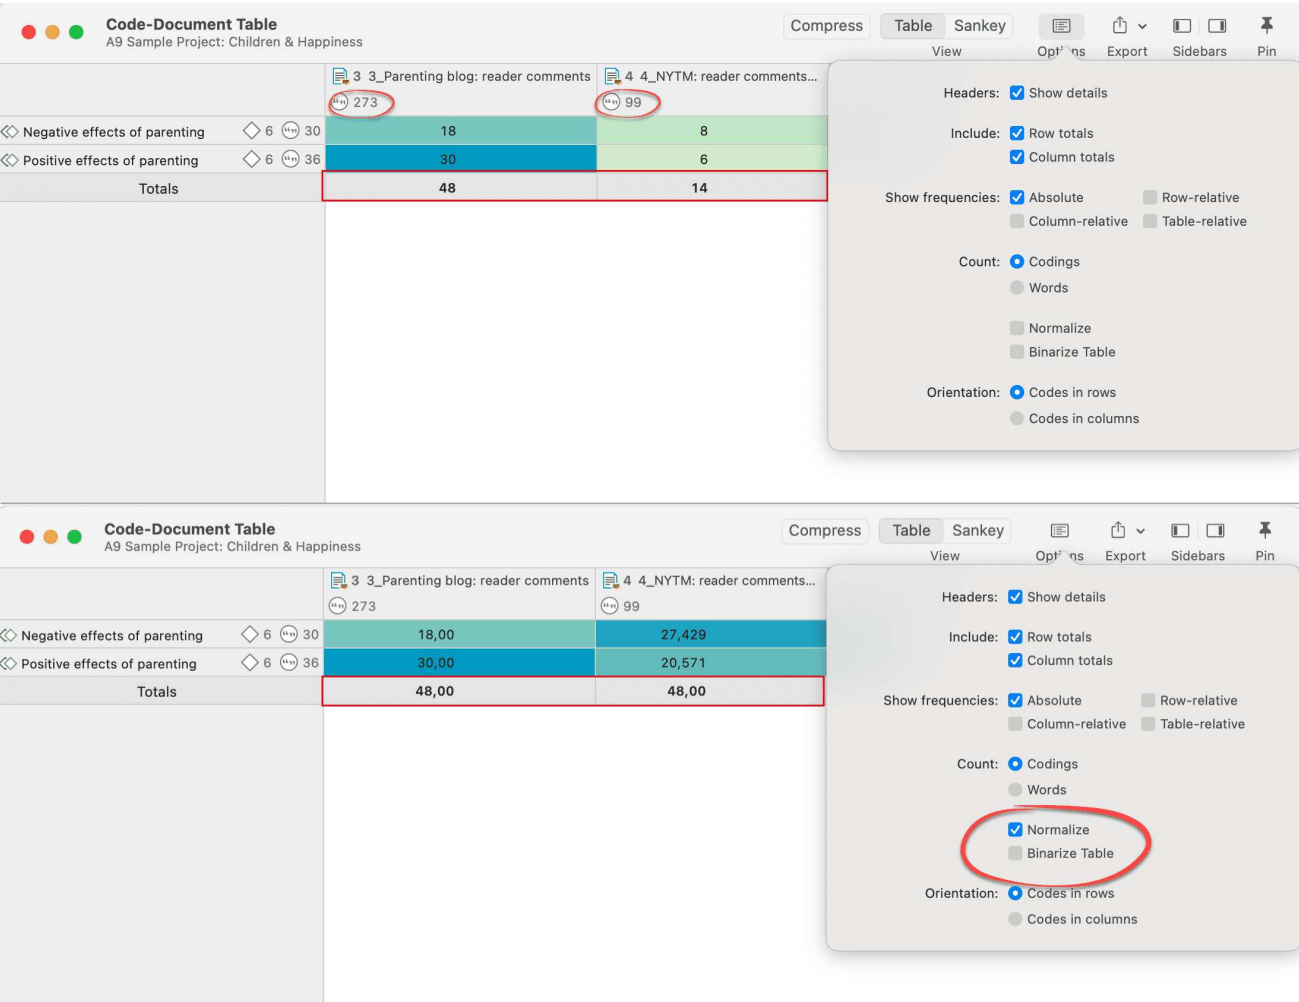 Code-Document Table
A9 Sample Project: Children & Happiness
Compress Table Sankey
View Export Sidebars Pin
3 3_Parenting blog: reader comments 4 4_NYTM: reader comments...
273 99
Negative effects of parenting 6 30 18 8
Positive effects of parenting 6 36 30 6
Totals 48 14
Headers: Show details
Include: Row totals
Column totals
Show frequencies: Absolute Row-relative
Column-relative Table-relative
Count: Codings
Words
Normalize
Binarize Table
Orientation: Codes in rows
Codes in columns
Code-Document Table
A9 Sample Project: Children & Happiness
Compress Table Sankey
View Export Sidebars Pin
3 3_Parenting blog: reader comments 4 4_NYTM: reader comments...
273 99
Negative effects of parenting 6 30 18,00 27,429
Positive effects of parenting 6 36 30,00 20,571
Totals 48,00 48,00
Headers: Show details
Include: Row totals
Column totals
Show frequencies: Absolute Row-relative
Column-relative Table-relative
Count: Codings
Words
Normalize
Binarize Table
Orientation: Codes in rows
Codes in columns